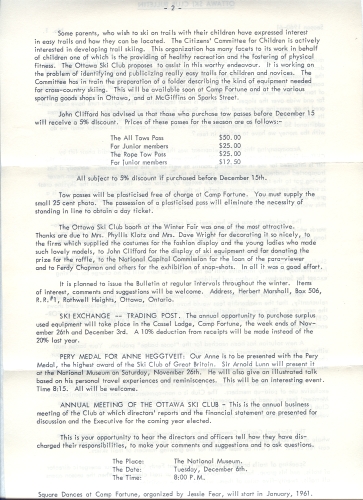 - 2 -
Some parents, who wish to ski on trails with their children have expressed interest
in easy trails and how they can be located. The Citizens' Committee for Children is actively
interested in developing trail skiing. This organization has many facets to its work in behalf
of children one of which is the providing of healthy recreation and the fostering of physical
fitness. The Ottawa Ski Club proposes to assist in this worthy endeavour. It is working on
the problem of identifying and publicizing really easy trails for children and novices. The
Committee has in train the preparation of a folder describing the kind of equipment needed
for cross-country skiing. This will be available soon at Camp Fortune and at the various
sporting goods shops in Ottawa, and at McGiffins on Sparks Street.
John Clifford has advised us that those who purchase tow passes before December 15
will receive a 5% discount. Prices of these passes for the season are as follows:-
The All Tows Pass $50.00
For Junior members $25.00
The Rope Tow Pass $25.00
For Junior members $12.50
All subject to 5% discount if purchased before December 15th.
Tow passes will be plasticised free of charge at Camp Fortune. You must supply the
small 25 cent photo. The possession of a plasticised pass will eliminate the necessity of
standing in line to obtain a day ticket.
The Ottawa Ski Club booth at the Winter Fair was one of the most attractive.
Thanks are due to Mrs. Phyllis Klotz and Mrs. Dave Wright for decorating it so nicely, to
the firms which supplied the costumes for the fashion display and the young ladies who made
such lovely models, to John Clifford for the display of ski equipment and for donating the
prize for the raffle, to the National Capital Commission for the loan of the para-viewer
and to Ferdy Chapman and others for the exhibition of snap-shots. In all it was a good effort.
It is planned to issue the Bulletin at regular intervals throughout the winter. Items
of interest, comments and suggestions will be welcome. Address, Herbert Marshall, Box 506,
R.R.#1, Rothwell Heights, Ottawa, Ontario.
SKI EXCHANGE -- TRADING POST. The annual opportunity to purchase surplus
used equipment will take place in the Cassel Lodge, Camp Fortune, the week ends of Nov-
ember 26th and December 3rd. A 10% deduction from receipts will be made instead of the
20% last year.
PERY MEDAL FOR ANNE HEGGTVEIT: Our Anne is to be presented with the Pery
Medal, the highest award of the Ski Club of Great Britain. Sir Arnold Lunn will present it
at the National Museum on Saturday, November 26th. He will also give an illustrated talk
based on his personal travel experiences and reminiscences. This will be an interesting event.
Time 8:15. All will be welcome.
ANNUAL MEETING OF THE OTTAWA SKI CLUB - This is the annual business
meeting of the Club at which directors' reports and the financial statement are presented for
discussion and the Executive for the coming year elected.
This is your opportunity to hear the directors and officers tell how they have dis-
charged their responsibilities, to make your comments and suggestions and to ask questions.
The Place: The National Museum.
The Date: Tuesday, December 6th.
The Time: 8:00 P.M.
Square Dances at Camp Fortune, organized by Jessie Fear, will start in January, 1961.